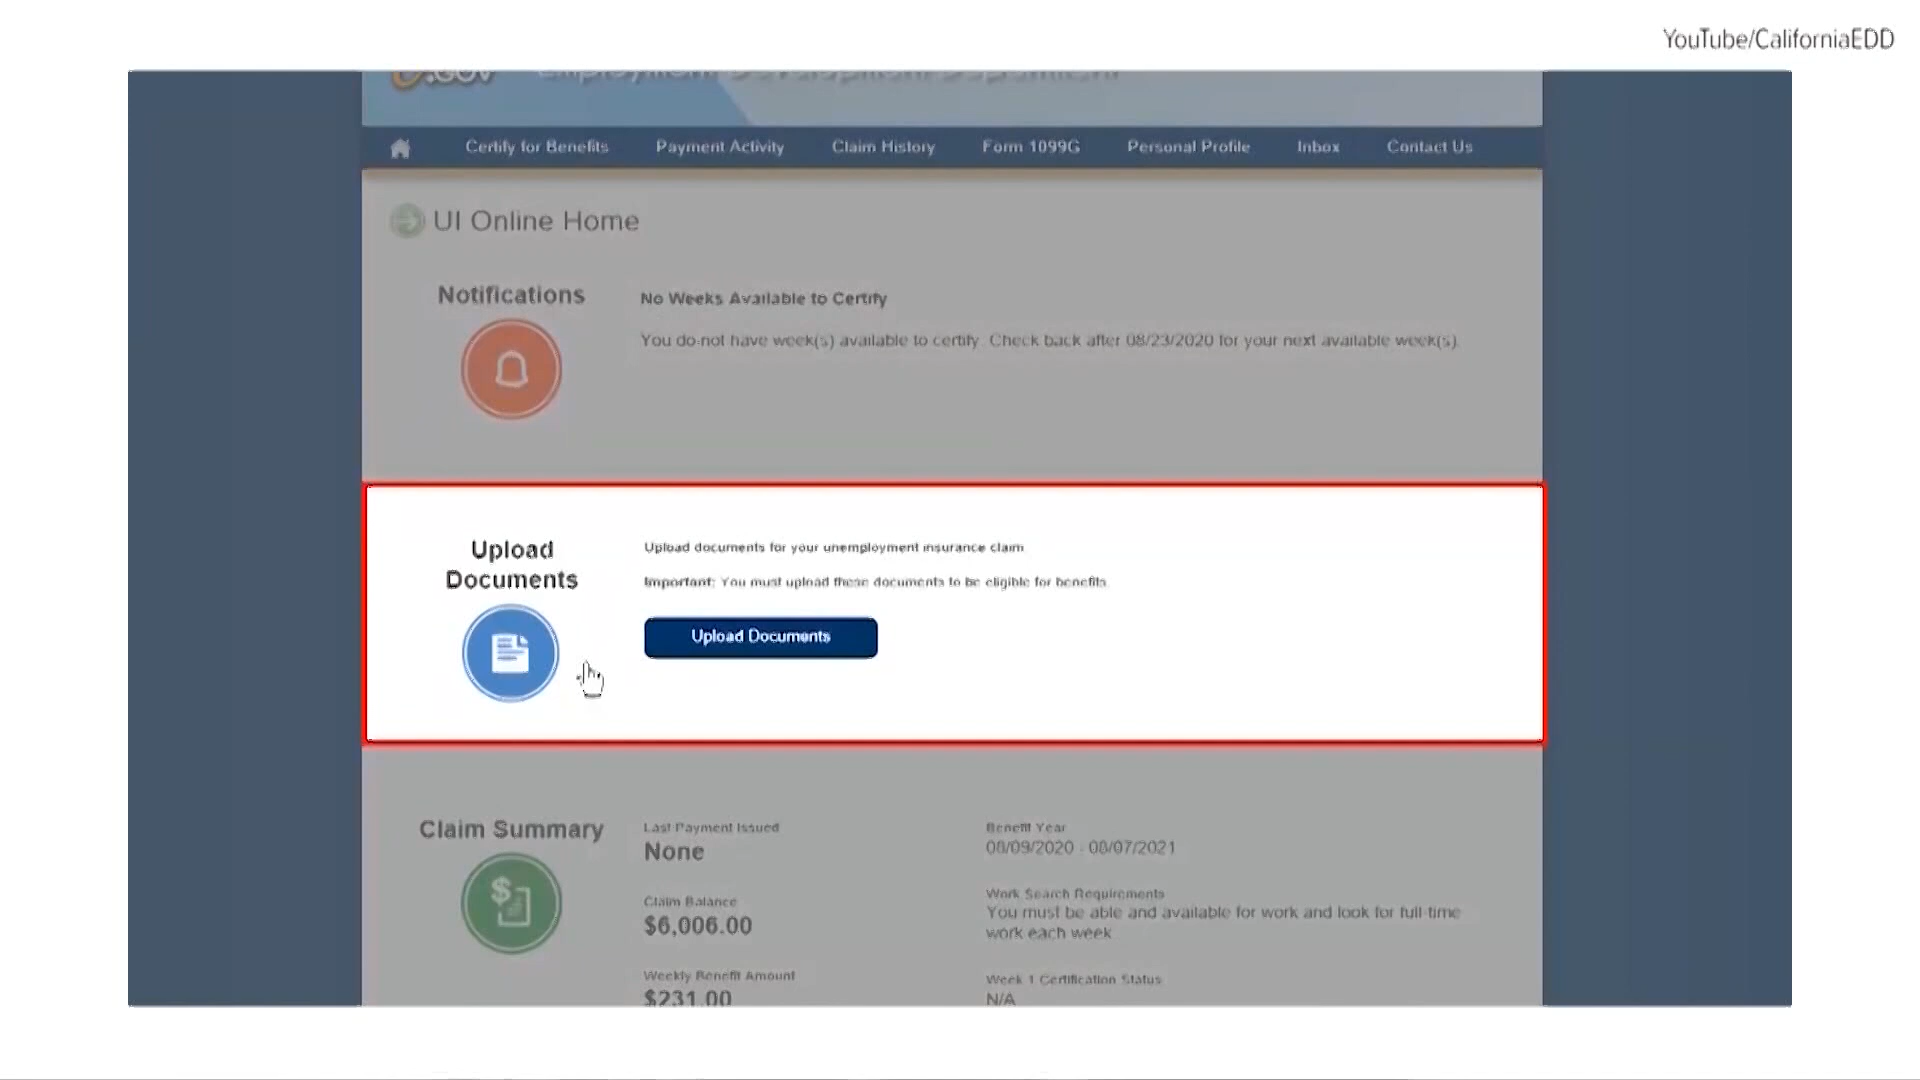 YouTube/CaliforniaEDD
.GOV Employment Development Department
Certify for Benefits Payment Activity Claim History Form 1099G Personal Profile Inbox Contact Us
UI Online Home
Notifications
No Weeks Available to Certify
You do not have week(s) available to certify. Check back after 08/23/2020 for your next available week(s).
Upload
Documents
Upload documents for your unemployment insurance claim
Important: You must upload these documents to be eligible for benefits.
Upload Documents
Claim Summary
Last Payment Issued
None
Claim Balance
$6,006.00
Weekly Benefit Amount
$231.00
Benefit Year
08/09/2020 - 08/07/2021
Work Search Requirements
You must be able and available for work and look for full-time
work each week
Week 1 Certification Status
N/A